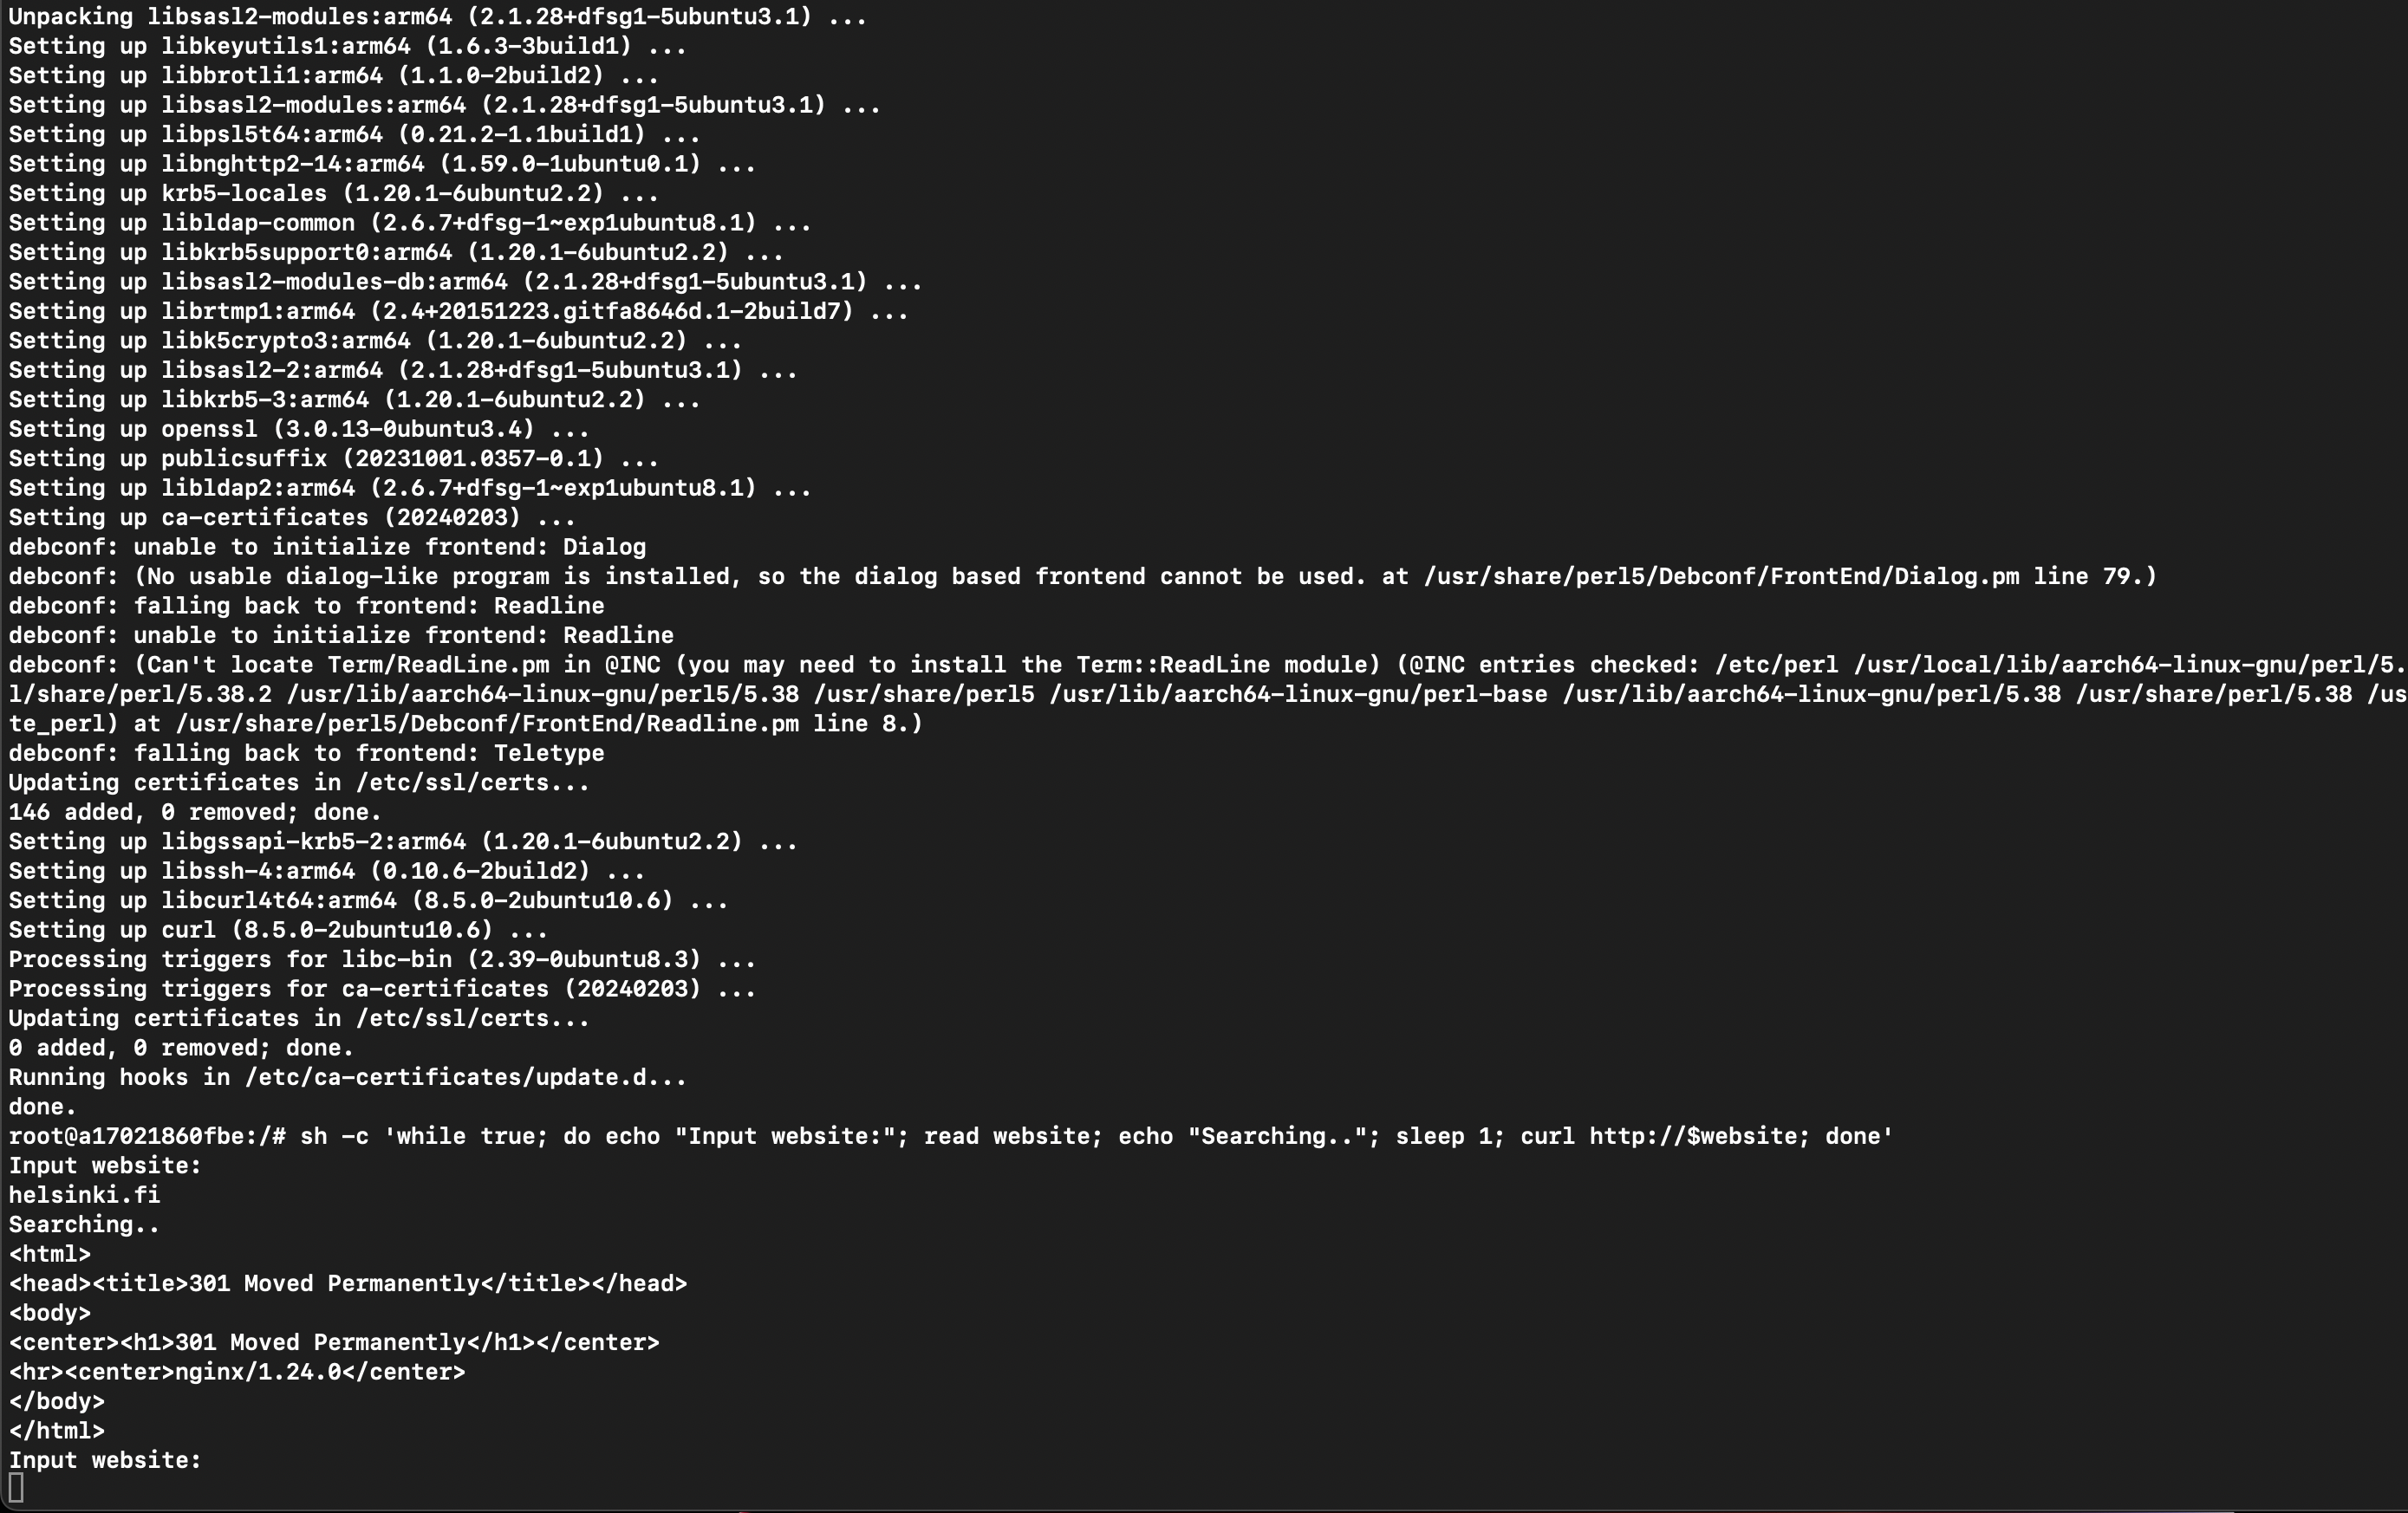 Unpacking libsasl2-modules:arm64 (2.1.28+dfsg1-5ubuntu3.1) ...
Setting up libkeyutils1:arm64 (1.6.3-3build1) ...
Setting up libbrotli1:arm64 (1.1.0-2build2) ...
Setting up libsasl2-modules:arm64 (2.1.28+dfsg1-5ubuntu3.1) ...
Setting up libpsl5t64:arm64 (0.21.2-1.1build1) ...
Setting up libnghttp2-14:arm64 (1.59.0-1ubuntu0.1) ...
Setting up krb5-locales (1.20.1-6ubuntu2.2) ...
Setting up libldap-common (2.6.7+dfsg-1~exp1ubuntu8.1) ...
Setting up libkrb5support0:arm64 (1.20.1-6ubuntu2.2) ...
Setting up libsasl2-modules-db:arm64 (2.1.28+dfsg1-5ubuntu3.1) ...
Setting up librtmp1:arm64 (2.4+20151223.gitfa8646d.1-2build7) ...
Setting up libk5crypto3:arm64 (1.20.1-6ubuntu2.2) ...
Setting up libsasl2-2:arm64 (2.1.28+dfsg1-5ubuntu3.1) ...
Setting up libkrb5-3:arm64 (1.20.1-6ubuntu2.2) ...
Setting up openssl (3.0.13-0ubuntu3.4) ...
Setting up publicsuffix (20231001.0357-0.1) ...
Setting up libldap2:arm64 (2.6.7+dfsg-1~exp1ubuntu8.1) ...
Setting up ca-certificates (20240203) ...
debconf: unable to initialize frontend: Dialog
debconf: (No usable dialog-like program is installed, so the dialog based frontend cannot be used. at /usr/share/perl5/Debconf/FrontEnd/Dialog.pm line 79.)
debconf: falling back to frontend: Readline
debconf: unable to initialize frontend: Readline
debconf: (Can't locate Term/ReadLine.pm in @INC (you may need to install the Term::ReadLine module) (@INC entries checked: /etc/perl /usr/local/lib/aarch64-linux-gnu/perl/5.
l/share/perl/5.38.2 /usr/lib/aarch64-linux-gnu/perl5/5.38 /usr/share/perl5 /usr/lib/aarch64-linux-gnu/perl-base /usr/lib/aarch64-linux-gnu/perl/5.38 /usr/share/perl/5.38 /us
te_perl) at /usr/share/perl5/Debconf/FrontEnd/Readline.pm line 8.)
debconf: falling back to frontend: Teletype
Updating certificates in /etc/ssl/certs...
146 added, 0 removed; done.
Setting up libgssapi-krb5-2:arm64 (1.20.1-6ubuntu2.2) ...
Setting up libssh-4:arm64 (0.10.6-2build2) ...
Setting up libcurl4t64:arm64 (8.5.0-2ubuntu10.6) ...
Setting up curl (8.5.0-2ubuntu10.6) ...
Processing triggers for libc-bin (2.39-0ubuntu8.3) ...
Processing triggers for ca-certificates (20240203) ...
Updating certificates in /etc/ssl/certs...
0 added, 0 removed; done.
Running hooks in /etc/ca-certificates/update.d...
done.
root@a17021860fbe:/# sh -c 'while true; do echo "Input website:"; read website; echo "Searching.."; sleep 1; curl http://$website; done'
Input website:
helsinki.fi
Searching..
<html>
<head><title>301 Moved Permanently</title></head>
<body>
<center><h1>301 Moved Permanently</h1></center>
<hr><center>nginx/1.24.0</center>
</body>
</html>
Input website: